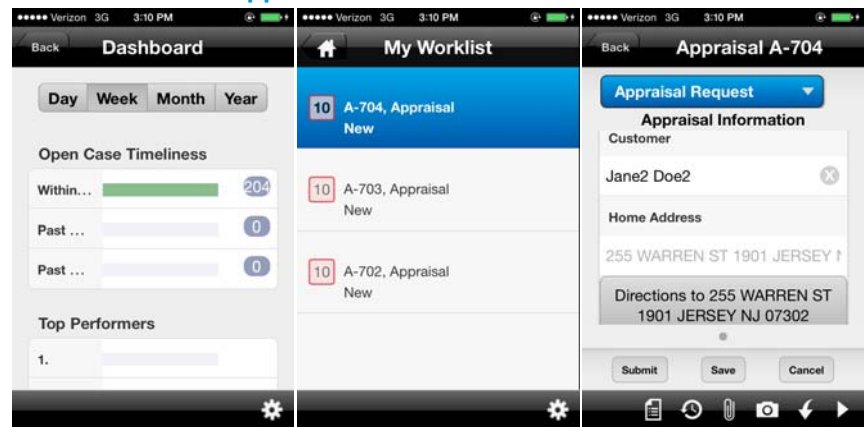 Verizon 3G 3:10 PM
Back Dashboard
Day Week Month Year
Open Case Timeliness
Within... 204
Past ... 0
Past ... 0
Top Performers
1.
Verizon 3G 3:10 PM
My Worklist
10 A-704, Appraisal
New
10 A-703, Appraisal
New
10 A-702, Appraisal
New
Verizon 3G 3:10 PM
Back Appraisal A-704
Appraisal Request
Appraisal Information
Customer
Jane2 Doe2
Home Address
255 WARREN ST 1901 JERSEY
Directions to 255 WARREN ST
1901 JERSEY NJ 07302
Submit Save Cancel